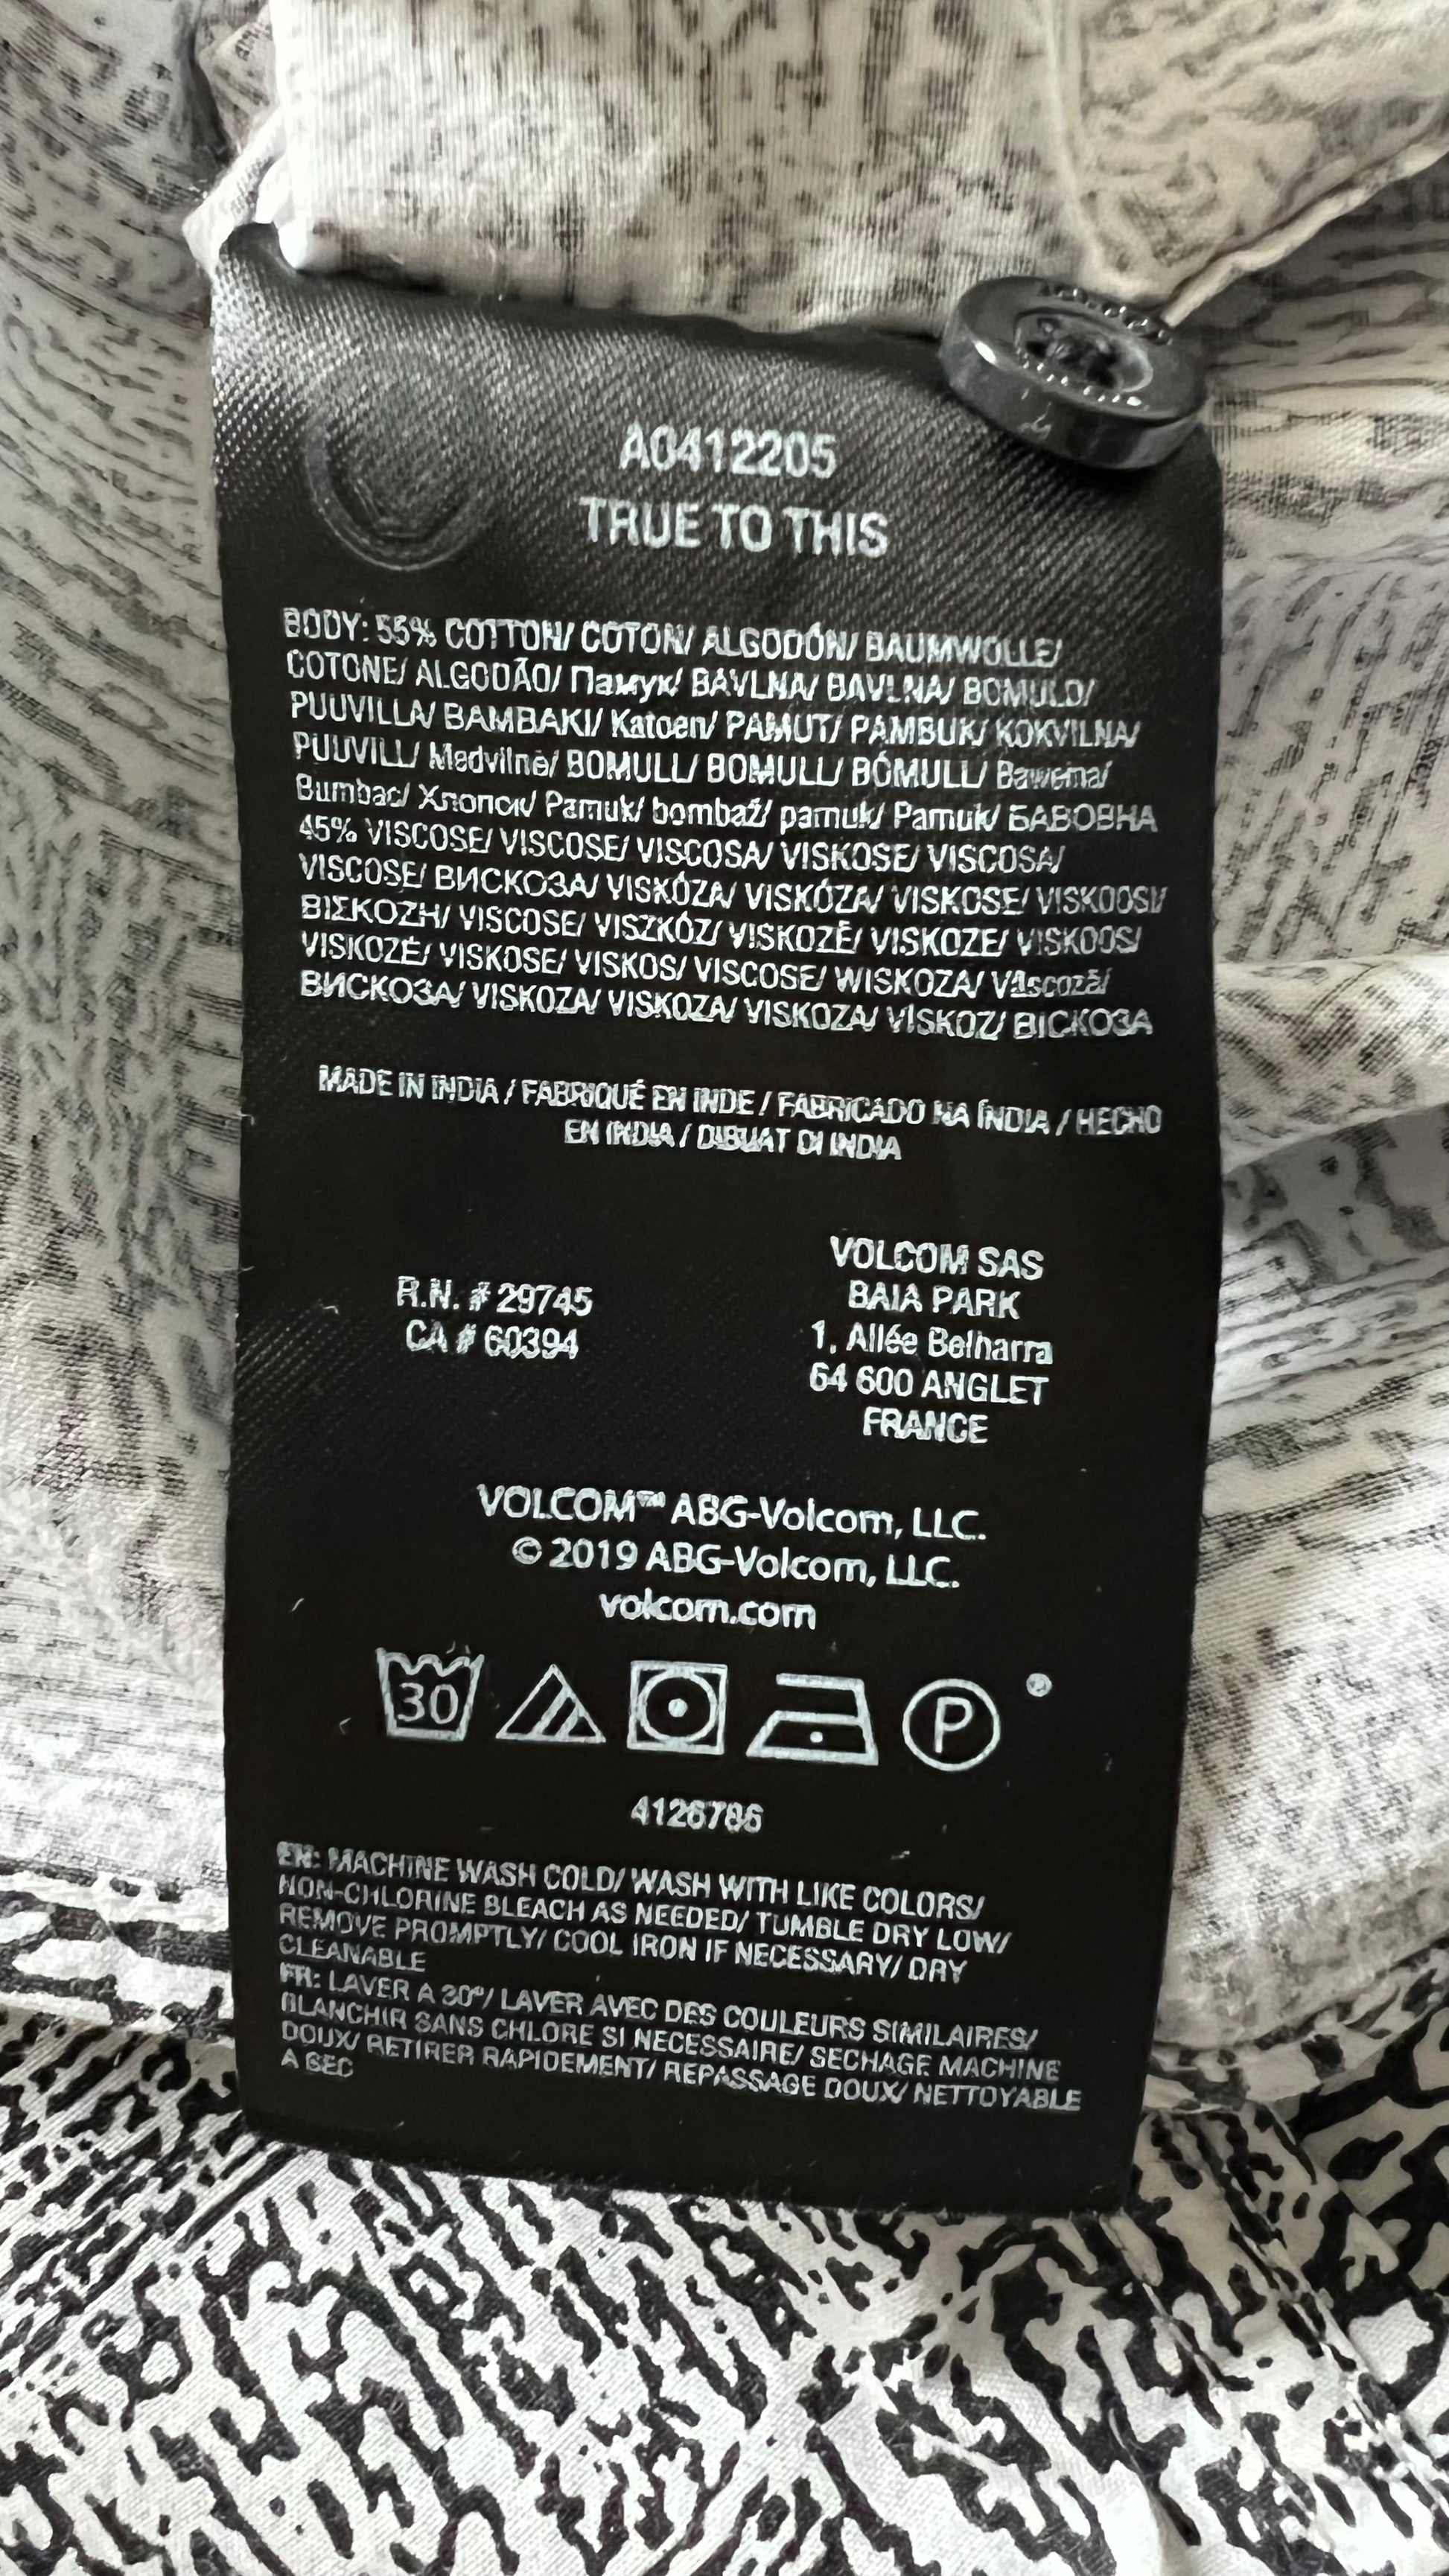 A0412205
TRUE TO THIS
BODY: 55% COTTON/ COTON/ ALGODÓN/ BAUMWOLLE/
COTONE/ ALGODÃO/ Памук/ BAVLNA/ BAVLNA/ BOMULD/
PUUVILLA/ BAMBAKI/ Katoen/ PAMUT/ PAMBUK/ KOKVILNA/
PUUVILL/ Medvilnė/ BOMULL/ BOMULL/ BÓMULL/ Bawełna/
Bumbac/ Хлопок/ Pamuk/ bombaž/ pamuk/ Pamuk/ БАВОВНА
45% VISCOSE/ VISCOSE/ VISCOSA/ VISKOSE/ VISCOSA/
VISCOSE/ ВИСКОЗА/ VISKÓZA/ VISKÓZA/ VISKOSE/ VISKOOSI/
ΒΙΣΚΟΖΗ/ VISCOSE/ VISZKÓZ/ VISKOZĒ/ VISKOZE/ VISKOOS/
VISKOZĖ/ VISKOSE/ VISKOS/ VISCOSE/ WISKOZA/ Vâscoză/
ВИСКОЗА/ VISKOZA/ VISKOZA/ VISKOZA/ VİSKOZ/ ВІСКОЗА
MADE IN INDIA / FABRIQUÉ EN INDE / FABRICADO NA ÍNDIA / HECHO
EN INDIA / DIBUAT DI INDIA
R.N. # 29745
CA # 60394
VOLCOM SAS
BAIA PARK
1, Allée Belharra
64 600 ANGLET
FRANCE
VOLCOM™ ABG-Volcom, LLC.
© 2019 ABG-Volcom, LLC.
volcom.com
30 P
4126786
EN: MACHINE WASH COLD/ WASH WITH LIKE COLORS/
NON-CHLORINE BLEACH AS NEEDED/ TUMBLE DRY LOW/
REMOVE PROMPTLY/ COOL IRON IF NECESSARY/ DRY
CLEANABLE
FR: LAVER A 30°/ LAVER AVEC DES COULEURS SIMILAIRES/
BLANCHIR SANS CHLORE SI NECESSAIRE/ SECHAGE MACHINE
DOUX/ RETIRER RAPIDEMENT/ REPASSAGE DOUX/ NETTOYABLE
A SEC